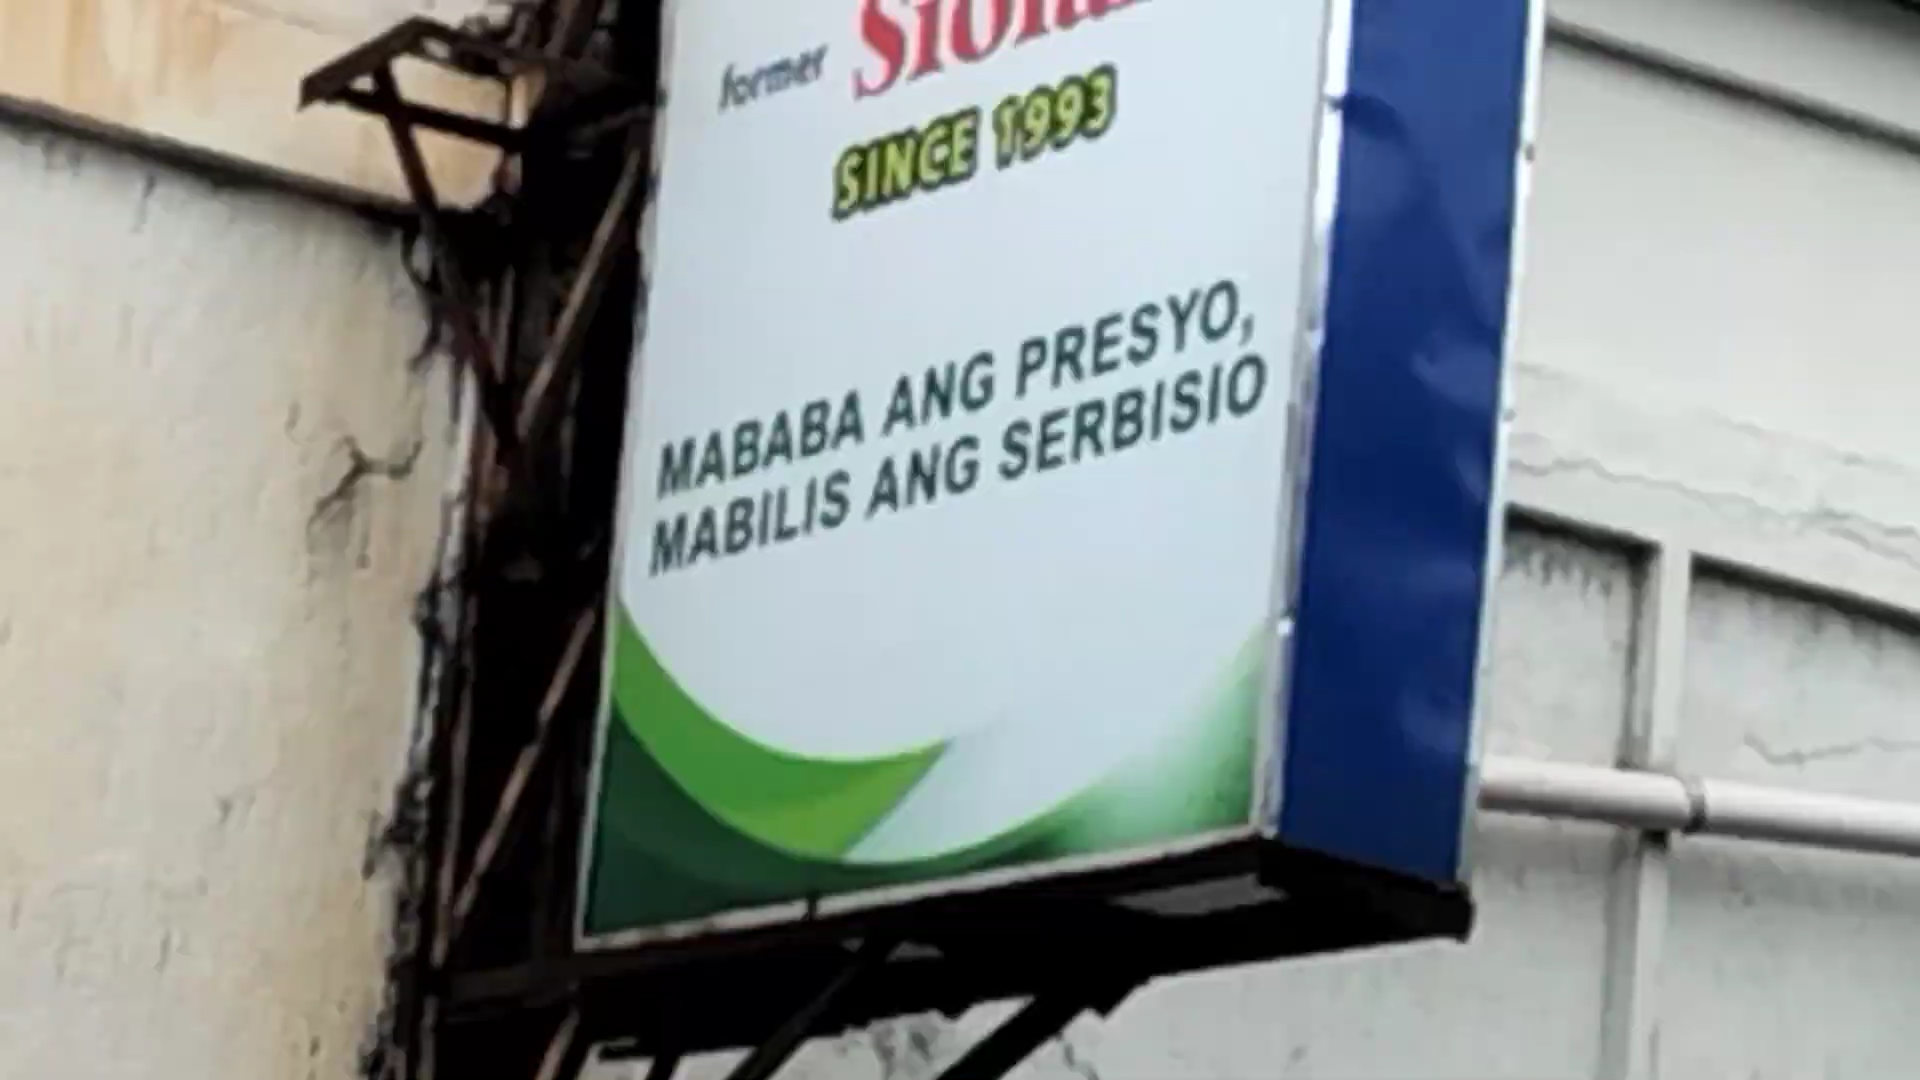 former
SINCE 1993
MABABA ANG PRESYO,
MABILIS ANG SERBISIO